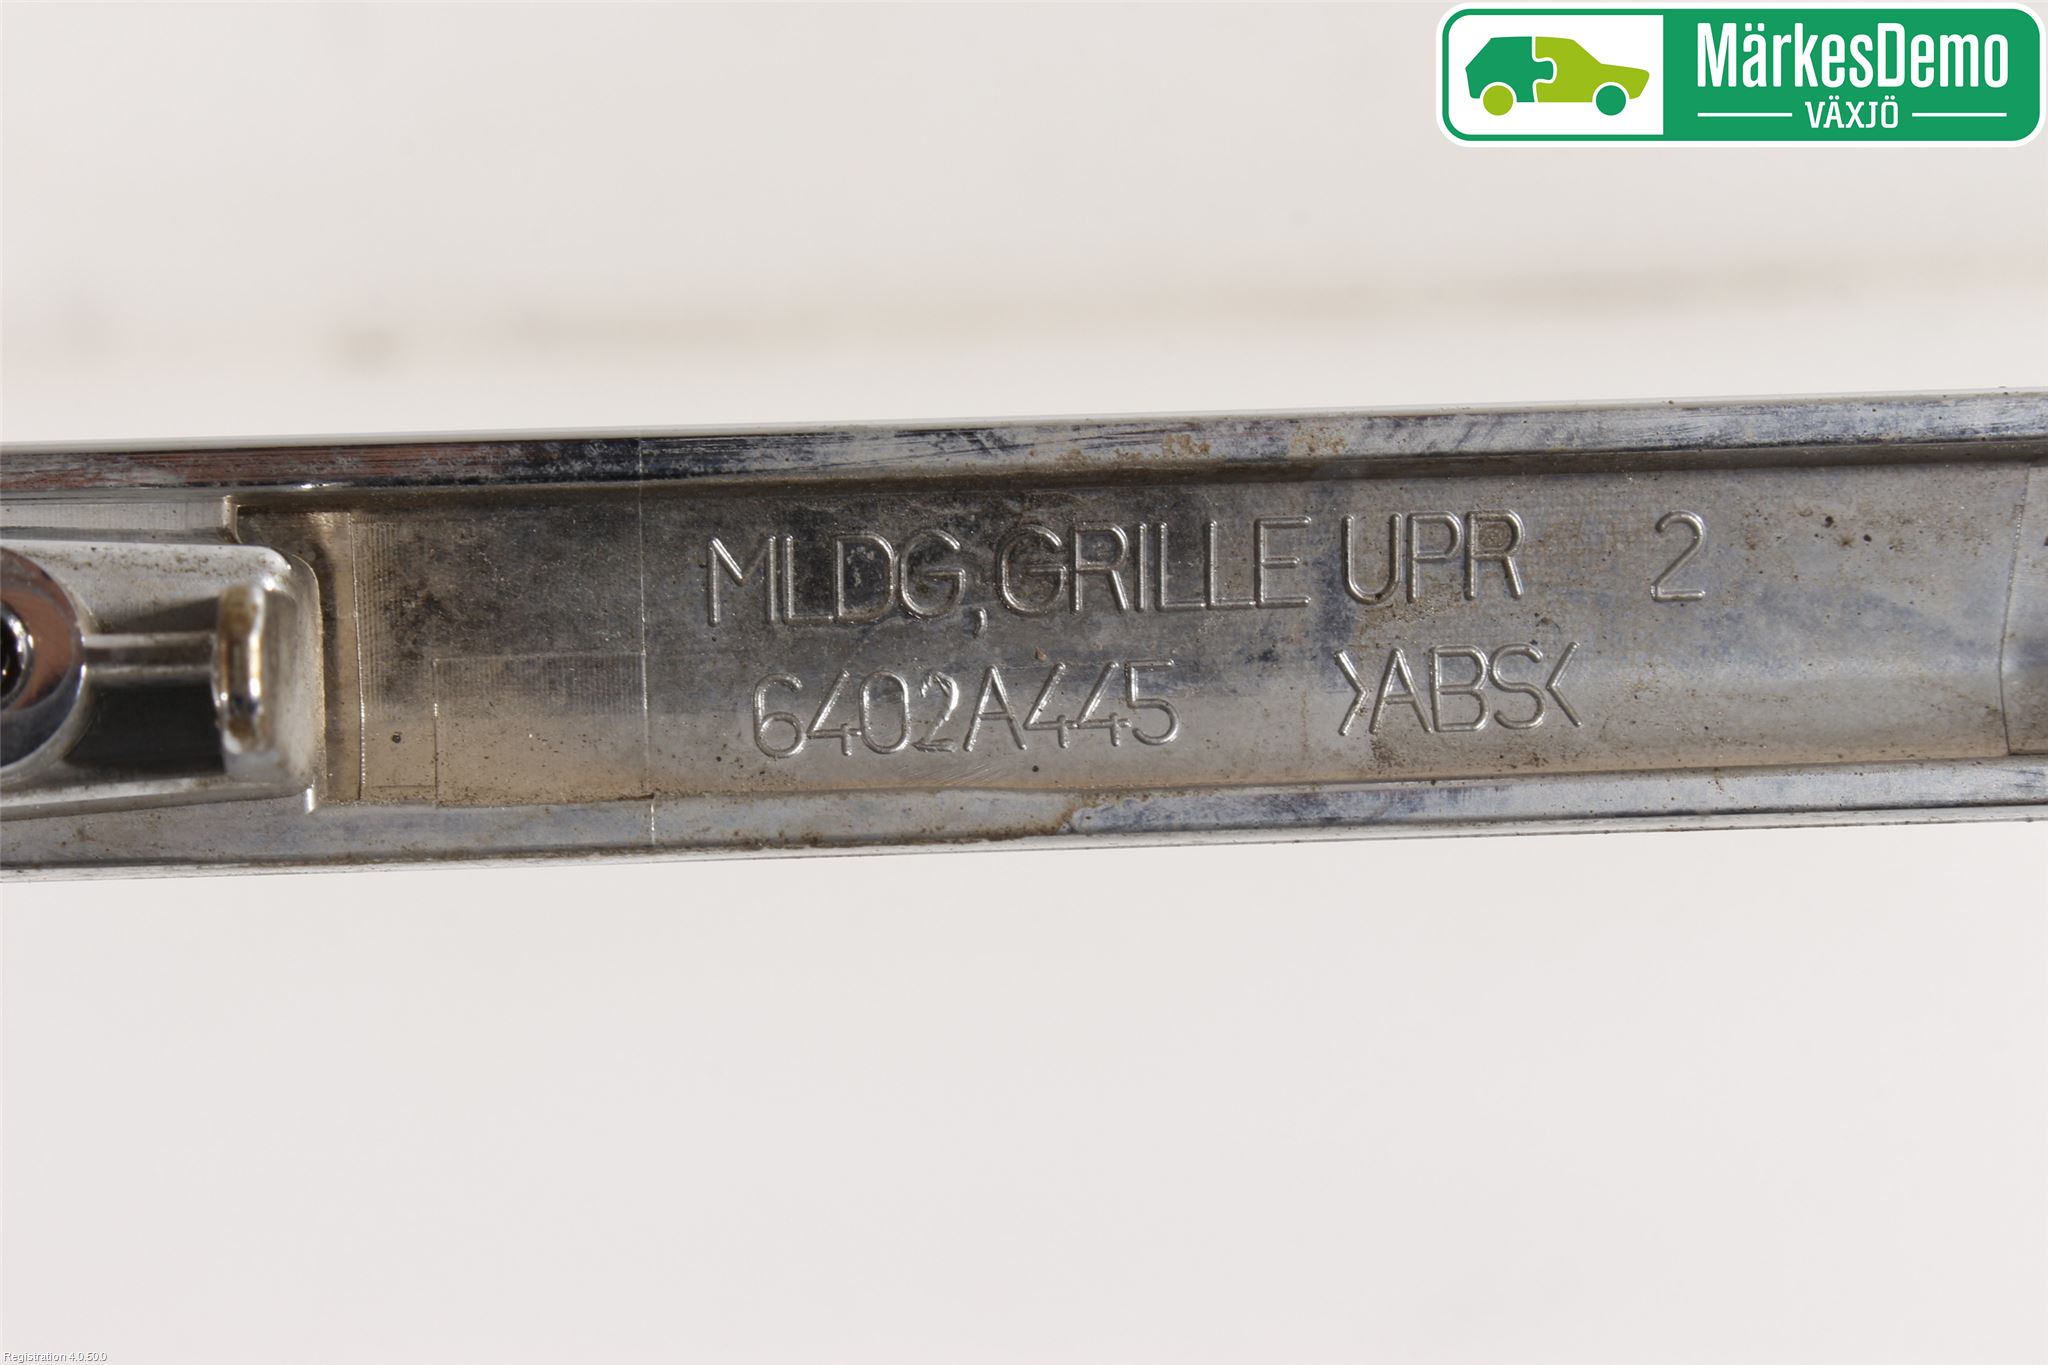 MärkesDemo
VÄXJÖ
MLDG,GRILLE UPR 2
6402A445 >ABS<
Registration 4.0.50.0